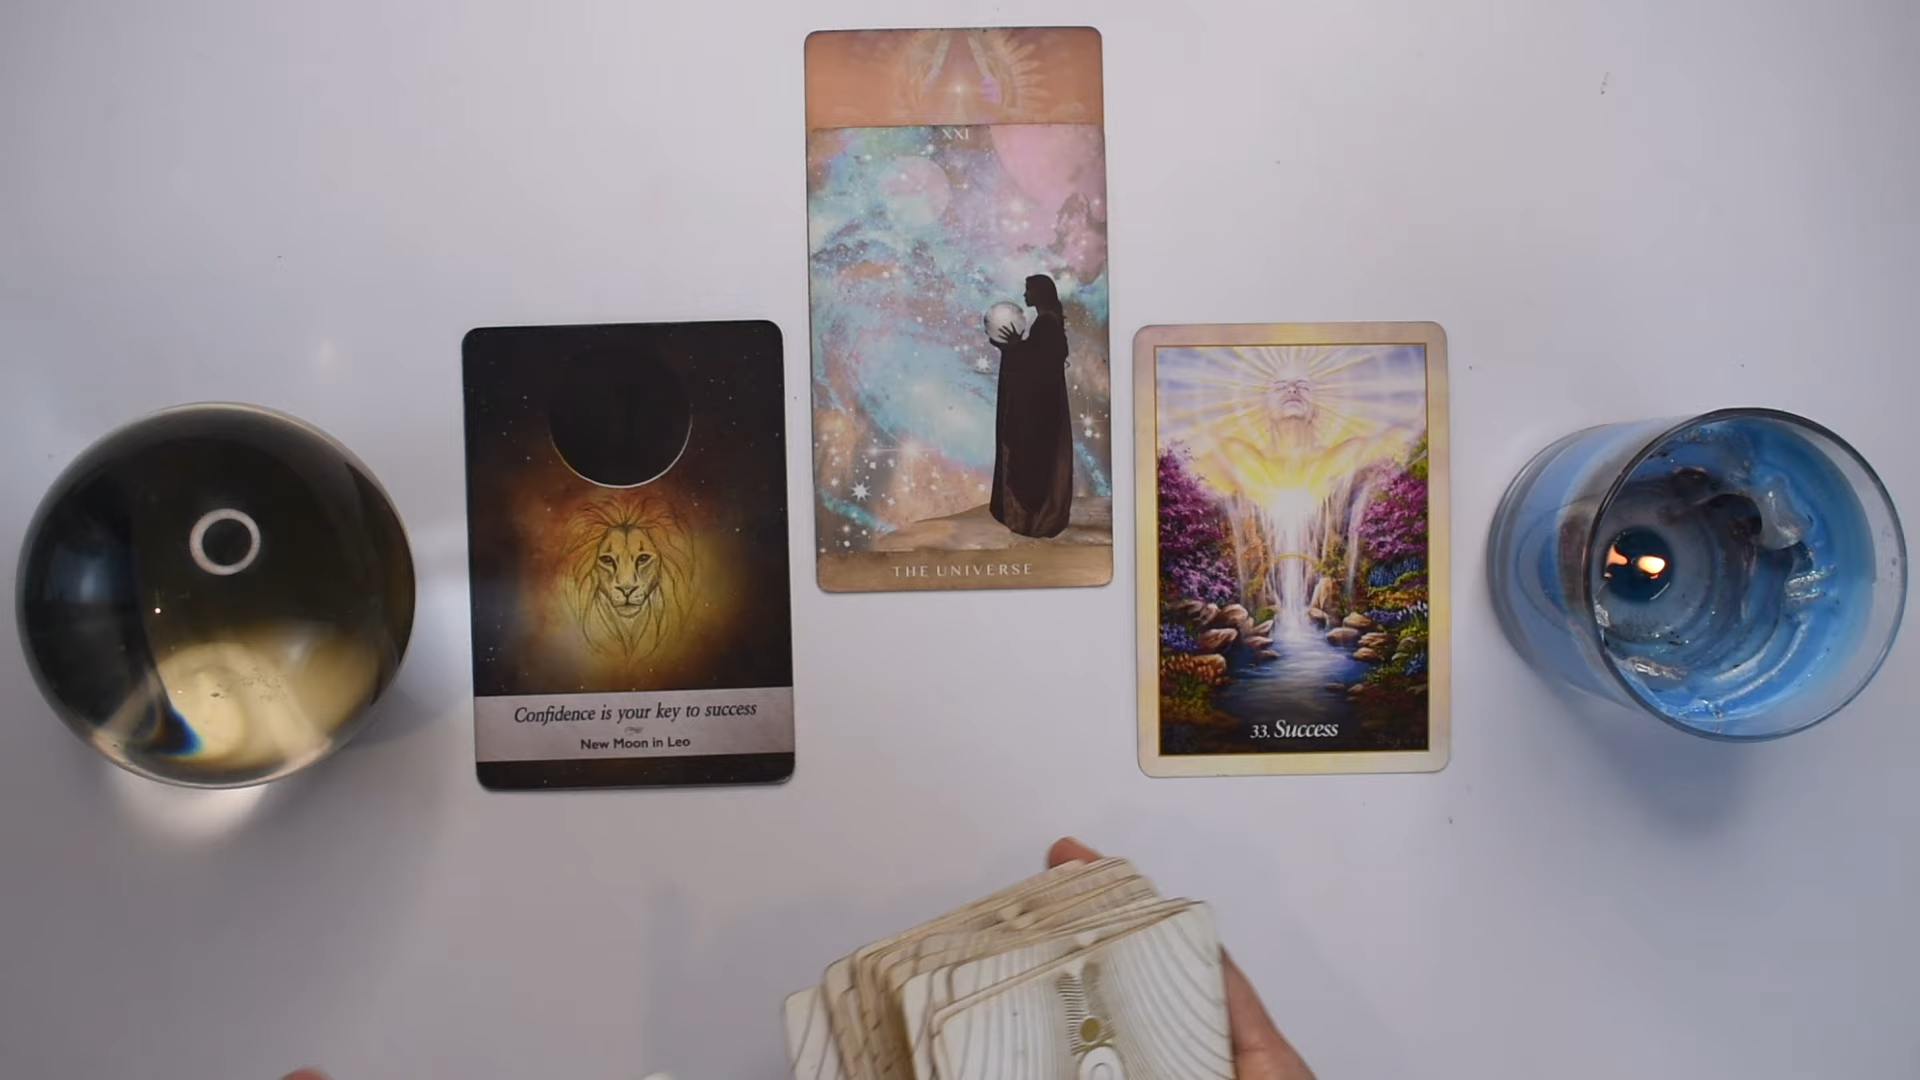 XXI
THE UNIVERSE
Confidence is your key to success
New Moon in Leo
33. Success